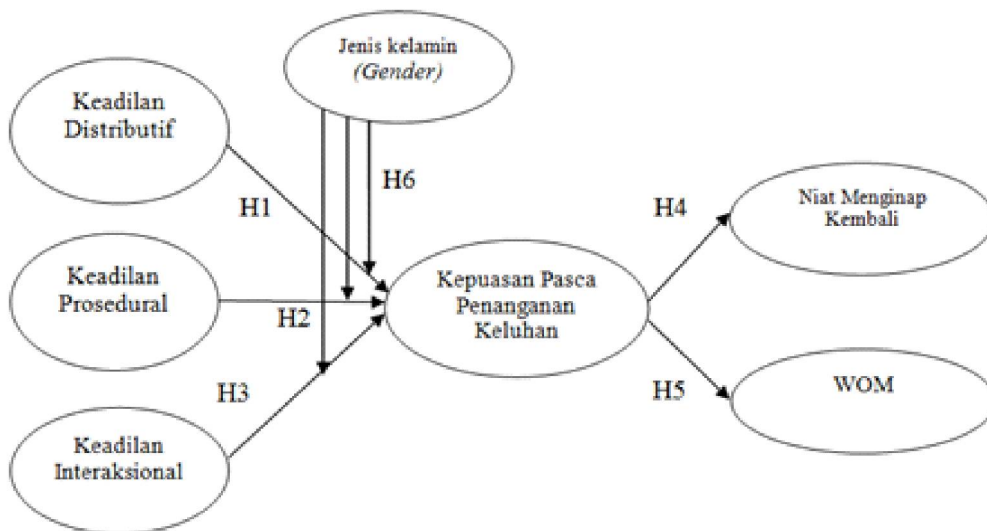 Jenis kelamin
(Gender)
Keadilan
Distributif
H6
H1
H4
Niat Menginap
Kembali
Keadilan
Prosedural
H2
Kepuasan Pasca
Penanganan
Keluhan
H3
H5
WOM
Keadilan
Interaksional